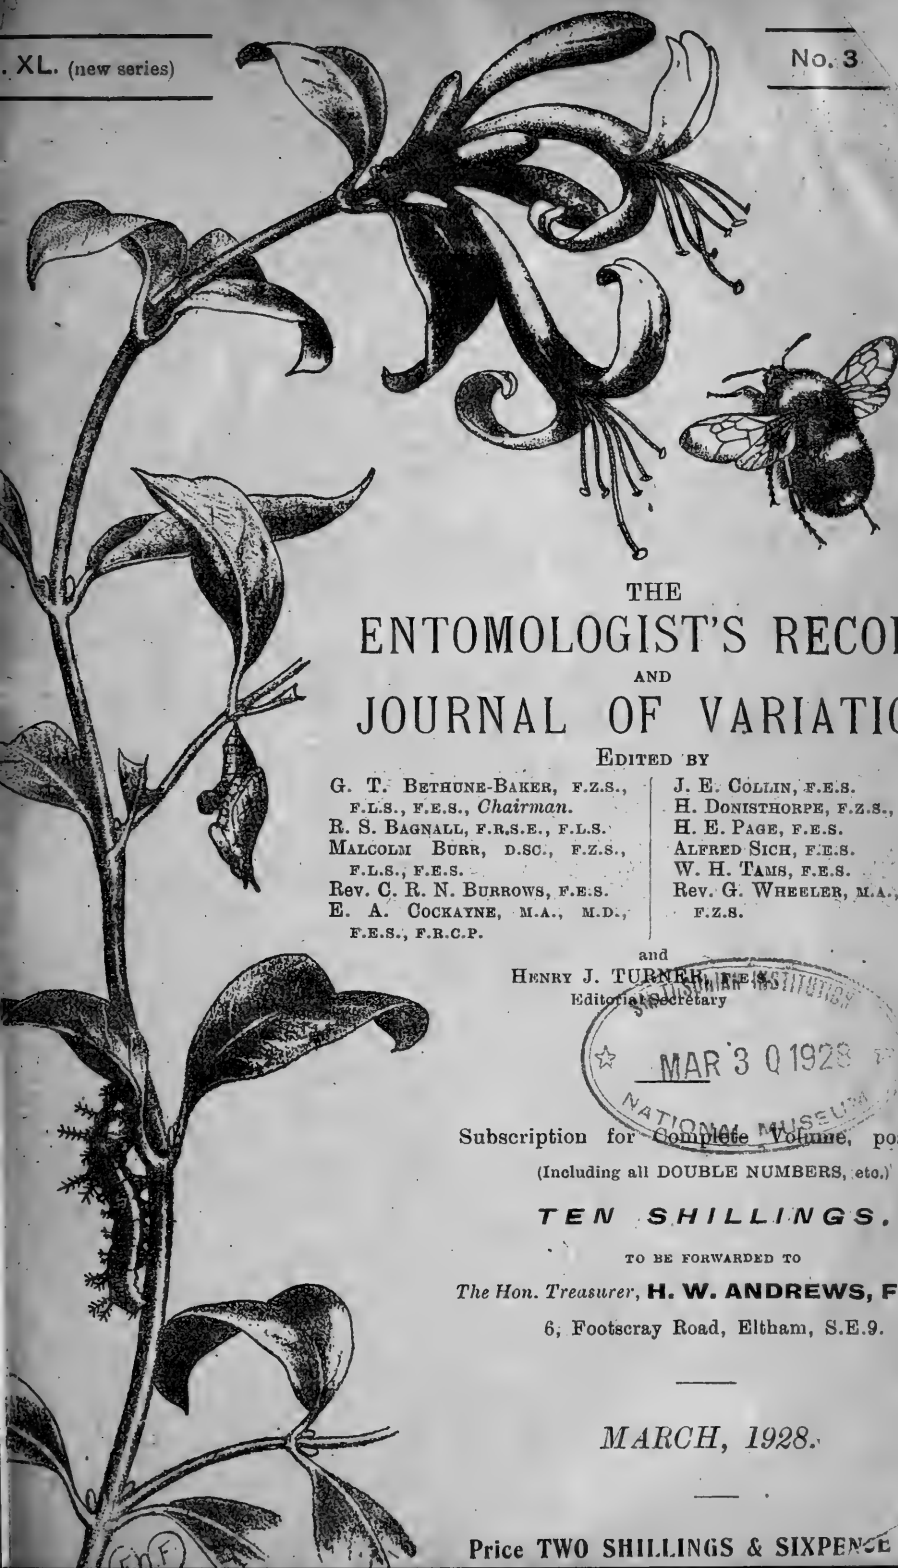 . XL. (new series)
No. 3
THE
ENTOMOLOGIST'S RECO
AND
JOURNAL OF VARIATIO
EDITED BY
G. T. BETHUNE-BAKER, F.Z.S.,
F.L.S., F.E.S., Chairman.
R. S. BAGNALL, F.R.S.E., F.L.S.
MALCOLM BURR, D.SC., F.Z.S.,
F.L.S., F.E.S.
Rev. C. R. N. BURROWS, F.E.S.
E. A. COCKAYNE, M.A., M.D.,
F.E.S., F.R.C.P.
J. E. COLLIN, F.E.S.
H. DONISTHORPE, F.Z.S.,
H. E. PAGE, F.E.S.
ALFRED SICH, F.E.S.
W. H. TAMS, F.E.S.
Rev. G. WHEELER, M.A.,
F.Z.S.
and
HENRY J. TURNER, F.E.S.
Editorial Secretary
SMITHSONIAN INSTITUTION
MAR 30 1928
NATIONAL MUSEUM
Subscription for Complete Volume, po
(Including all DOUBLE NUMBERS, etc.)
TEN SHILLINGS.
TO BE FORWARDED TO
The Hon. Treasurer, H. W. ANDREWS, F
6, Footscray Road, Eltham, S.E.9.
MARCH, 1928.
Price TWO SHILLINGS & SIXPENCE